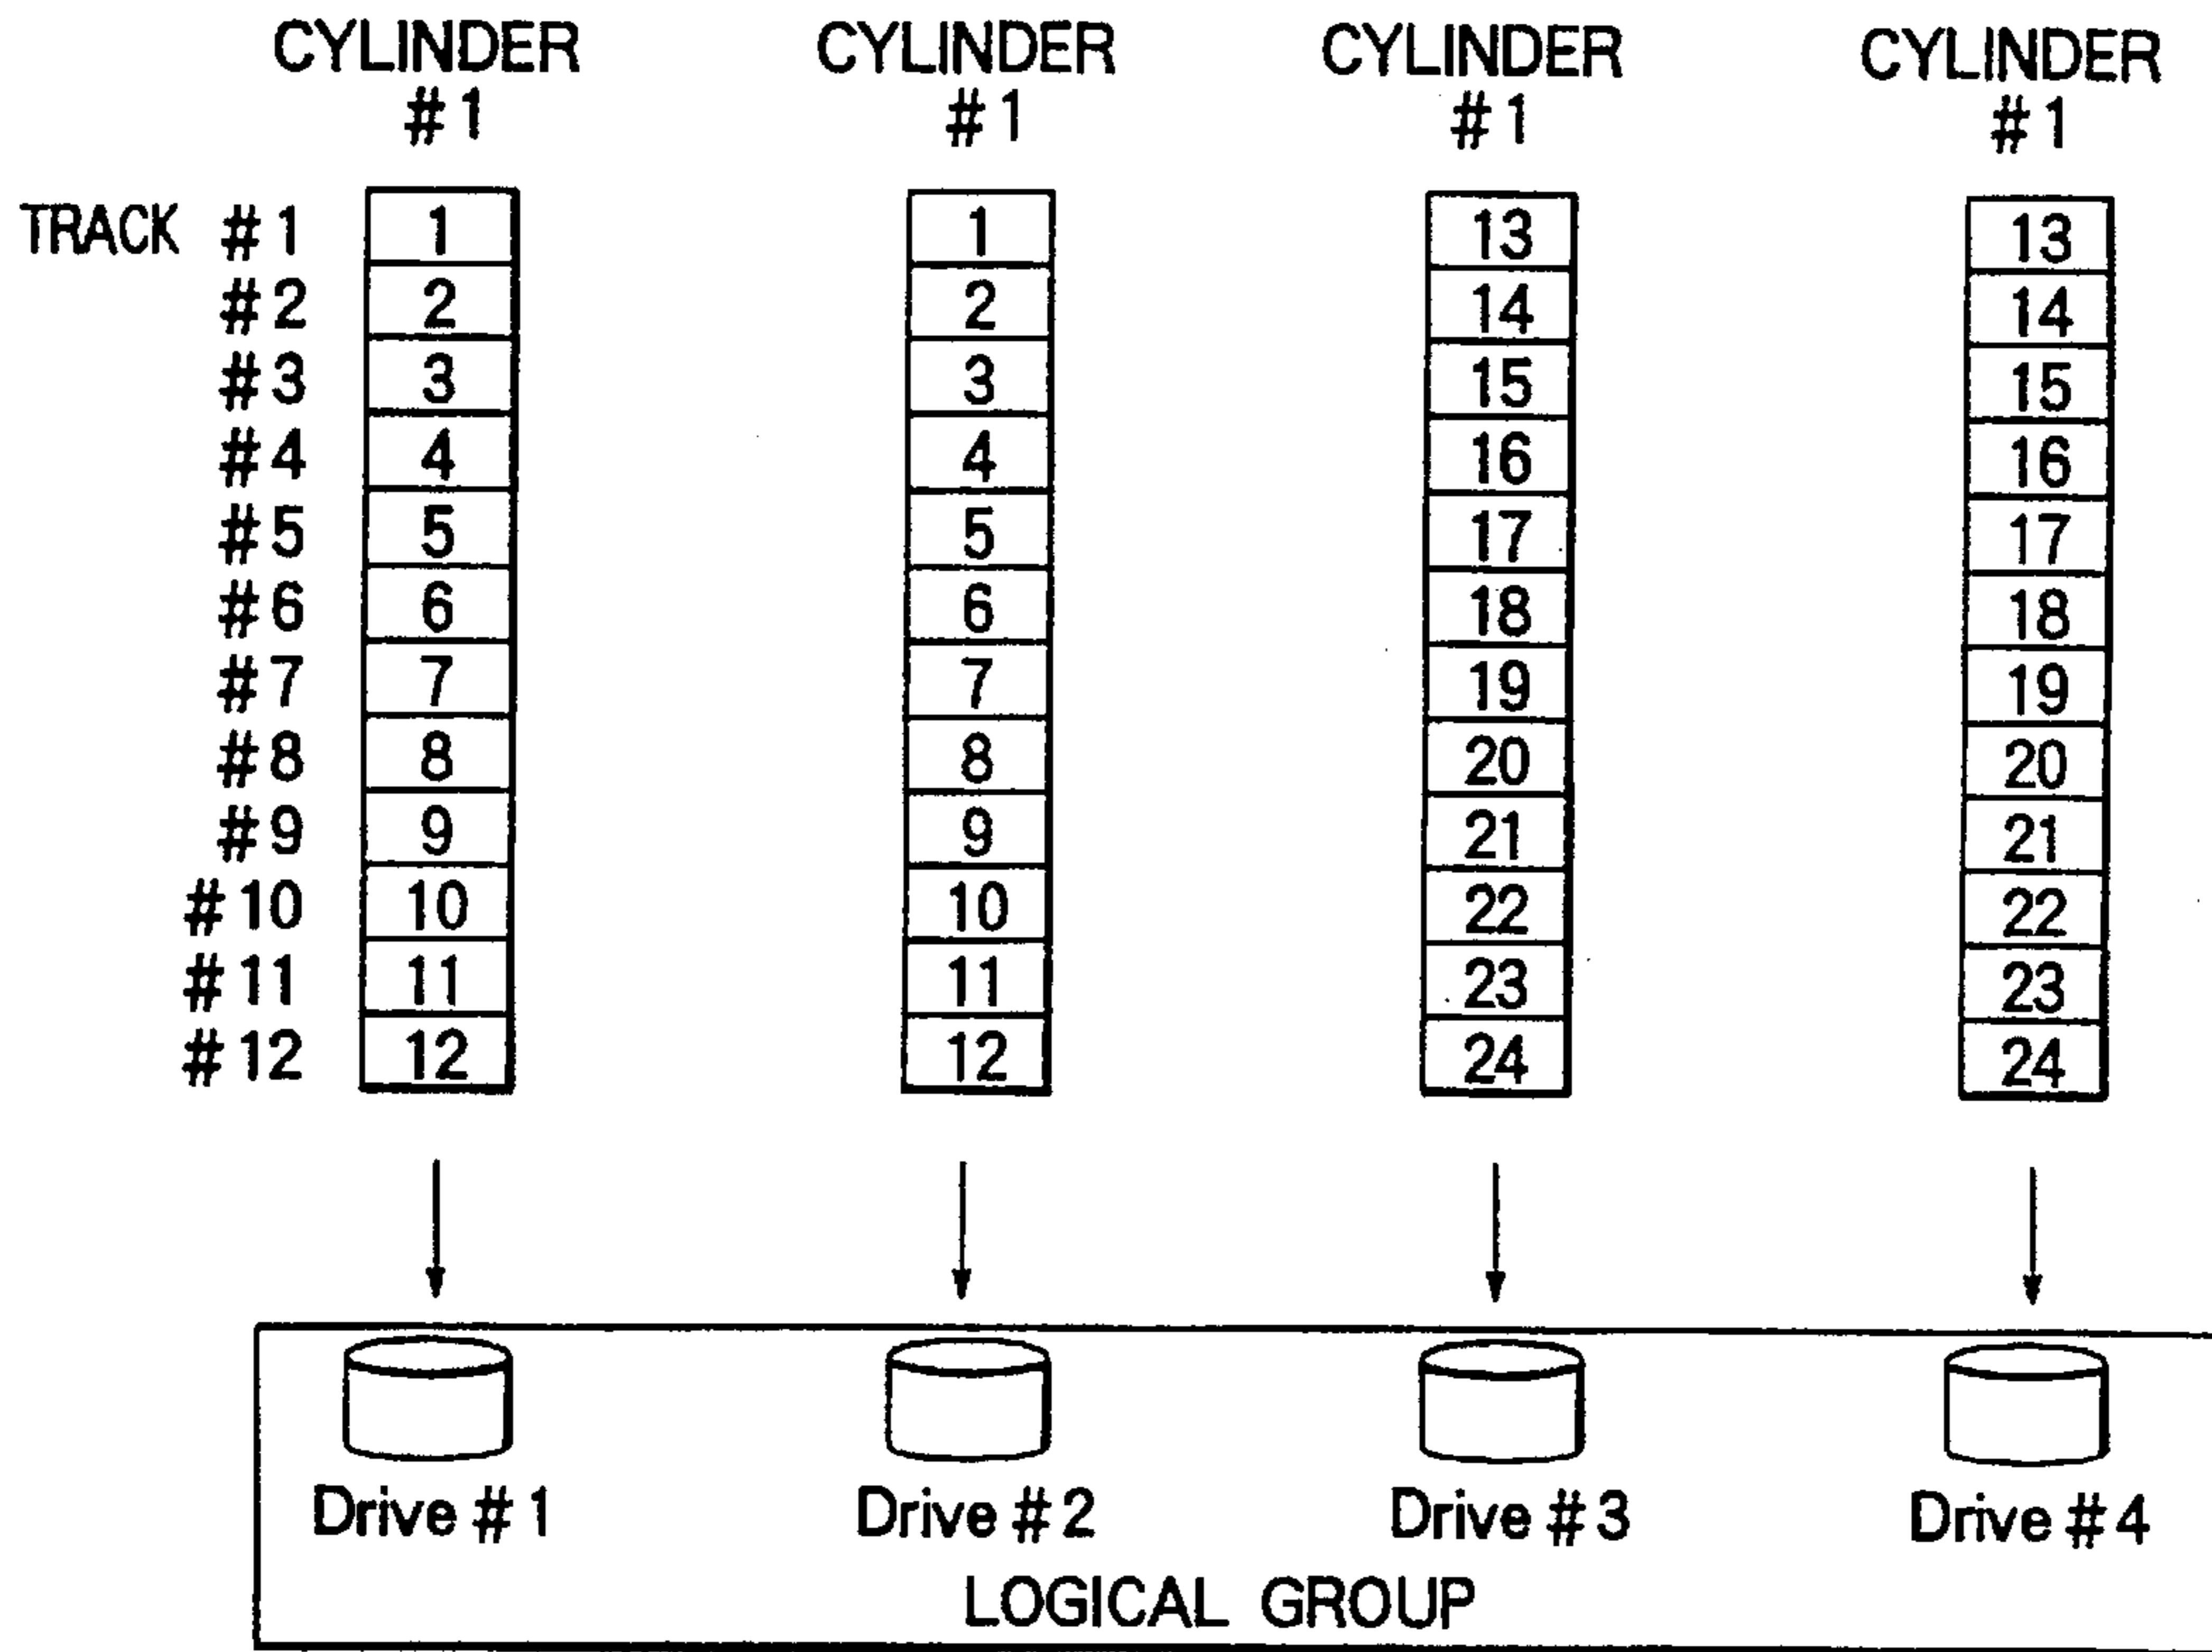 CYLINDER CYLINDER CYLINDER CYLINDER
#1 #1 #1 #1
TRACK #1 1 1 13 13
#2 2 2 14 14
#3 3 3 15 15
#4 4 4 16 16
#5 5 5 17 17
#6 6 6 18 18
#7 7 7 19 19
#8 8 8 20 20
#9 9 9 21 21
#10 10 10 22 22
#11 11 11 23 23
#12 12 12 24 24
Drive #1 Drive #2 Drive #3 Drive #4
LOGICAL GROUP